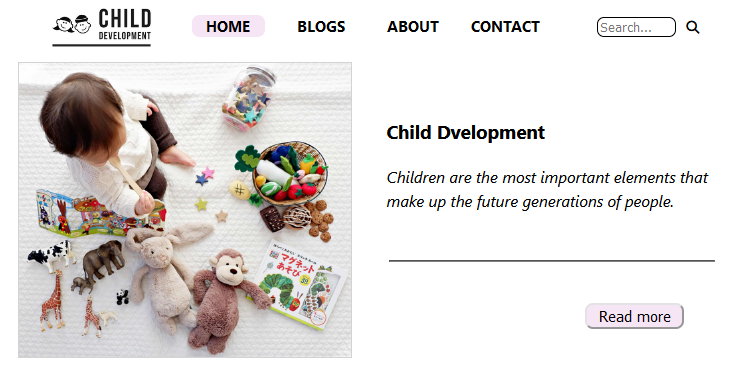 CHILD
DEVELOPMENT
HOME BLOGS ABOUT CONTACT Search...
Child Dvelopment
Children are the most important elements that
make up the future generations of people.
マグネット
あそび
Read more